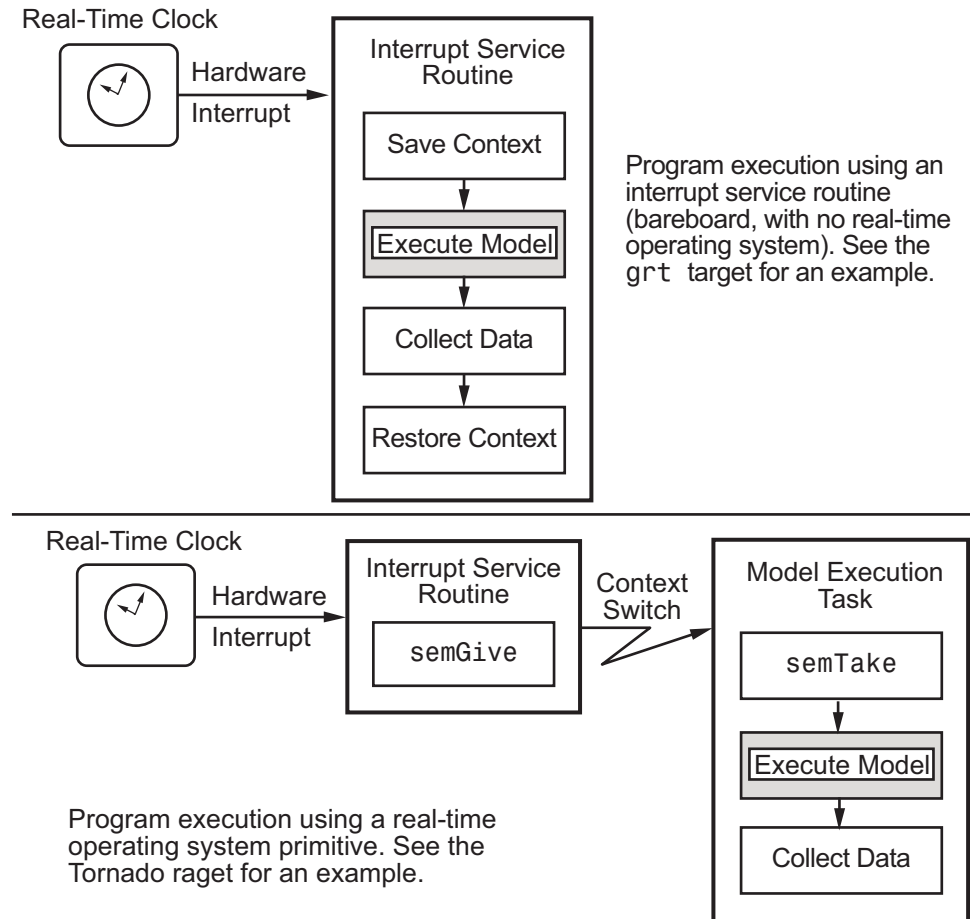 Real-Time Clock
Hardware
Interrupt
Interrupt Service
Routine
Save Context
Execute Model
Collect Data
Restore Context
Program execution using an
interrupt service routine
(bareboard, with no real-time
operating system). See the
grt target for an example.
Real-Time Clock
Hardware
Interrupt
Interrupt Service
Routine
semGive
Context
Switch
Model Execution
Task
semTake
Execute Model
Collect Data
Program execution using a real-time
operating system primitive. See the
Tornado raget for an example.